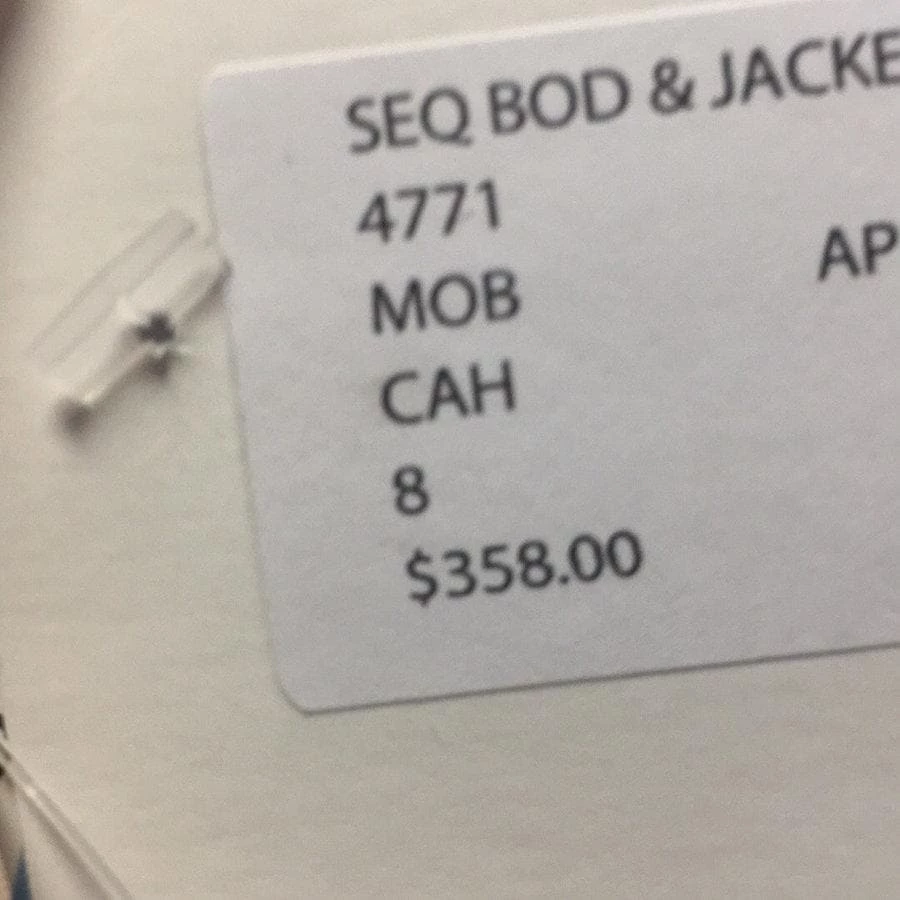 SEQ BOD & JACKE
4771
MOB AP
CAH
8
$358.00